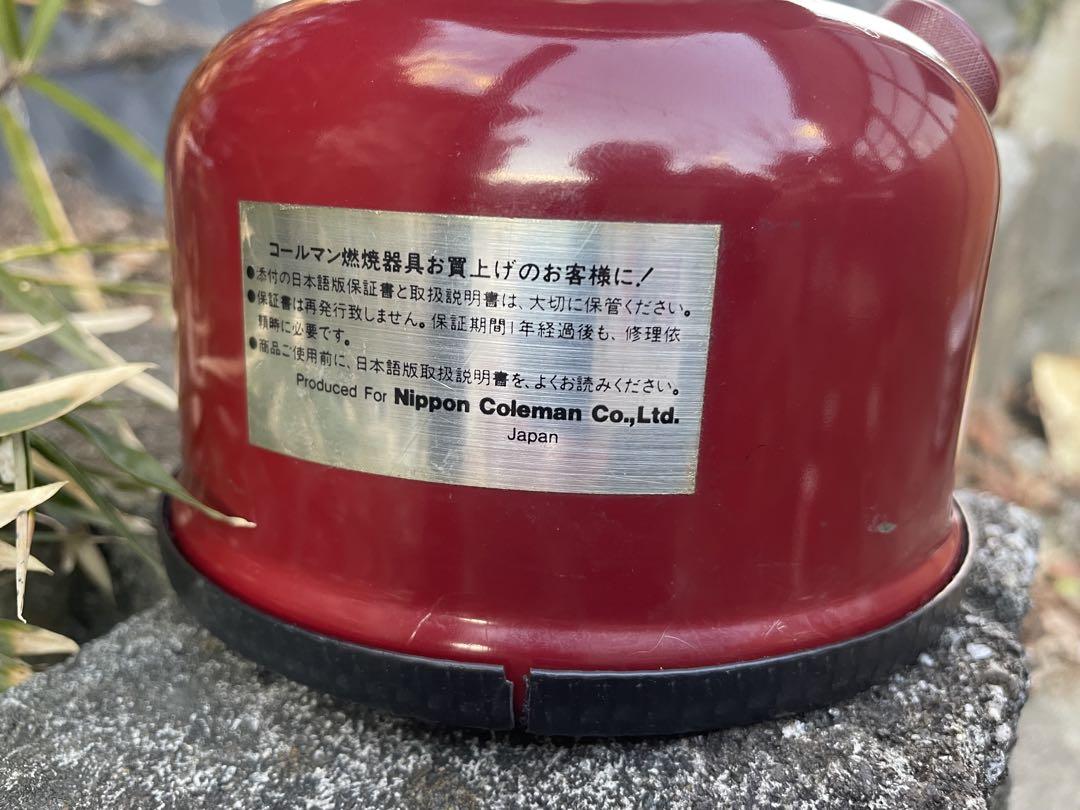 コールマン燃焼器具お買上げのお客様に!
●添付の日本語版保証書と取扱説明書は、大切に保管ください。
●保証書は再発行致しません。保証期間1年経過後も、修理依
頼時に必要です。
●商品ご使用前に、日本語版取扱説明書を、よくお読みください。
Produced For Nippon Coleman Co.,Ltd.
Japan